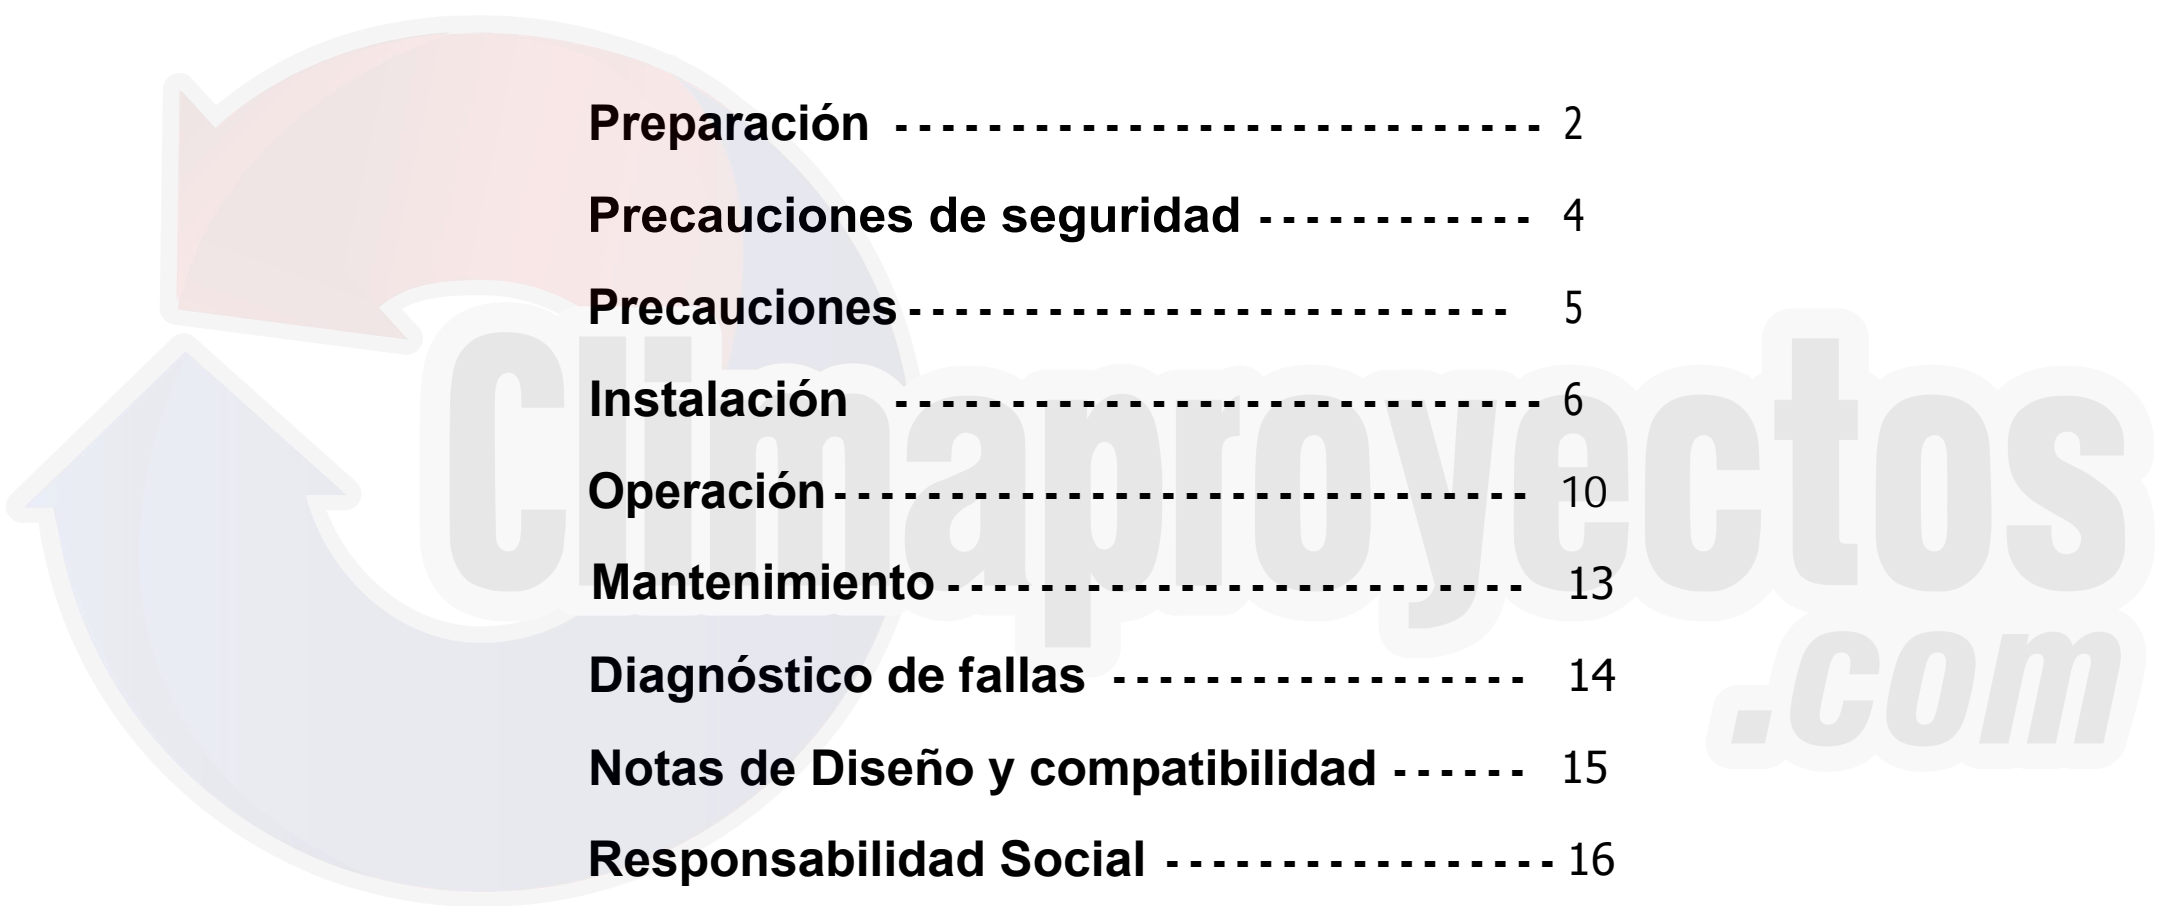 Preparación --------------------------- 2
Precauciones de seguridad ------------ 4
Precauciones -------------------------- 5
Instalación --------------------------- 6
Operación ----------------------------- 10
Mantenimiento ------------------------- 13
Diagnóstico de fallas ----------------- 14
Notas de Diseño y compatibilidad ------ 15
Responsabilidad Social ---------------- 16
Climaproyectos
.com